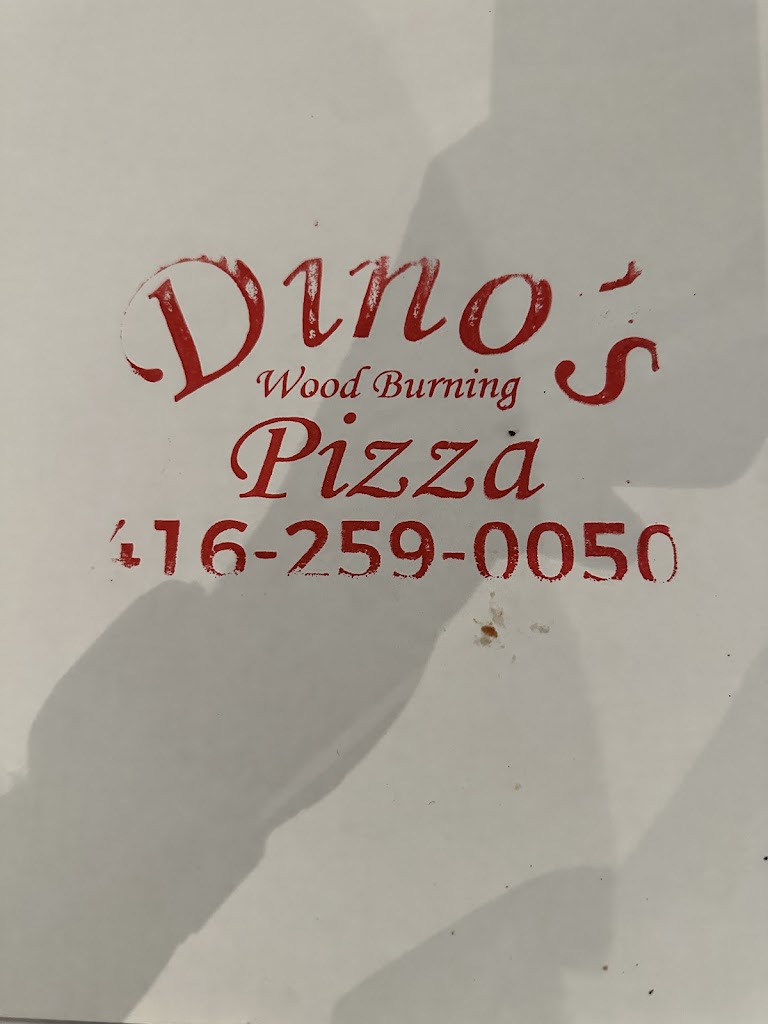 Dino's
Wood Burning
Pizza
416-259-0050